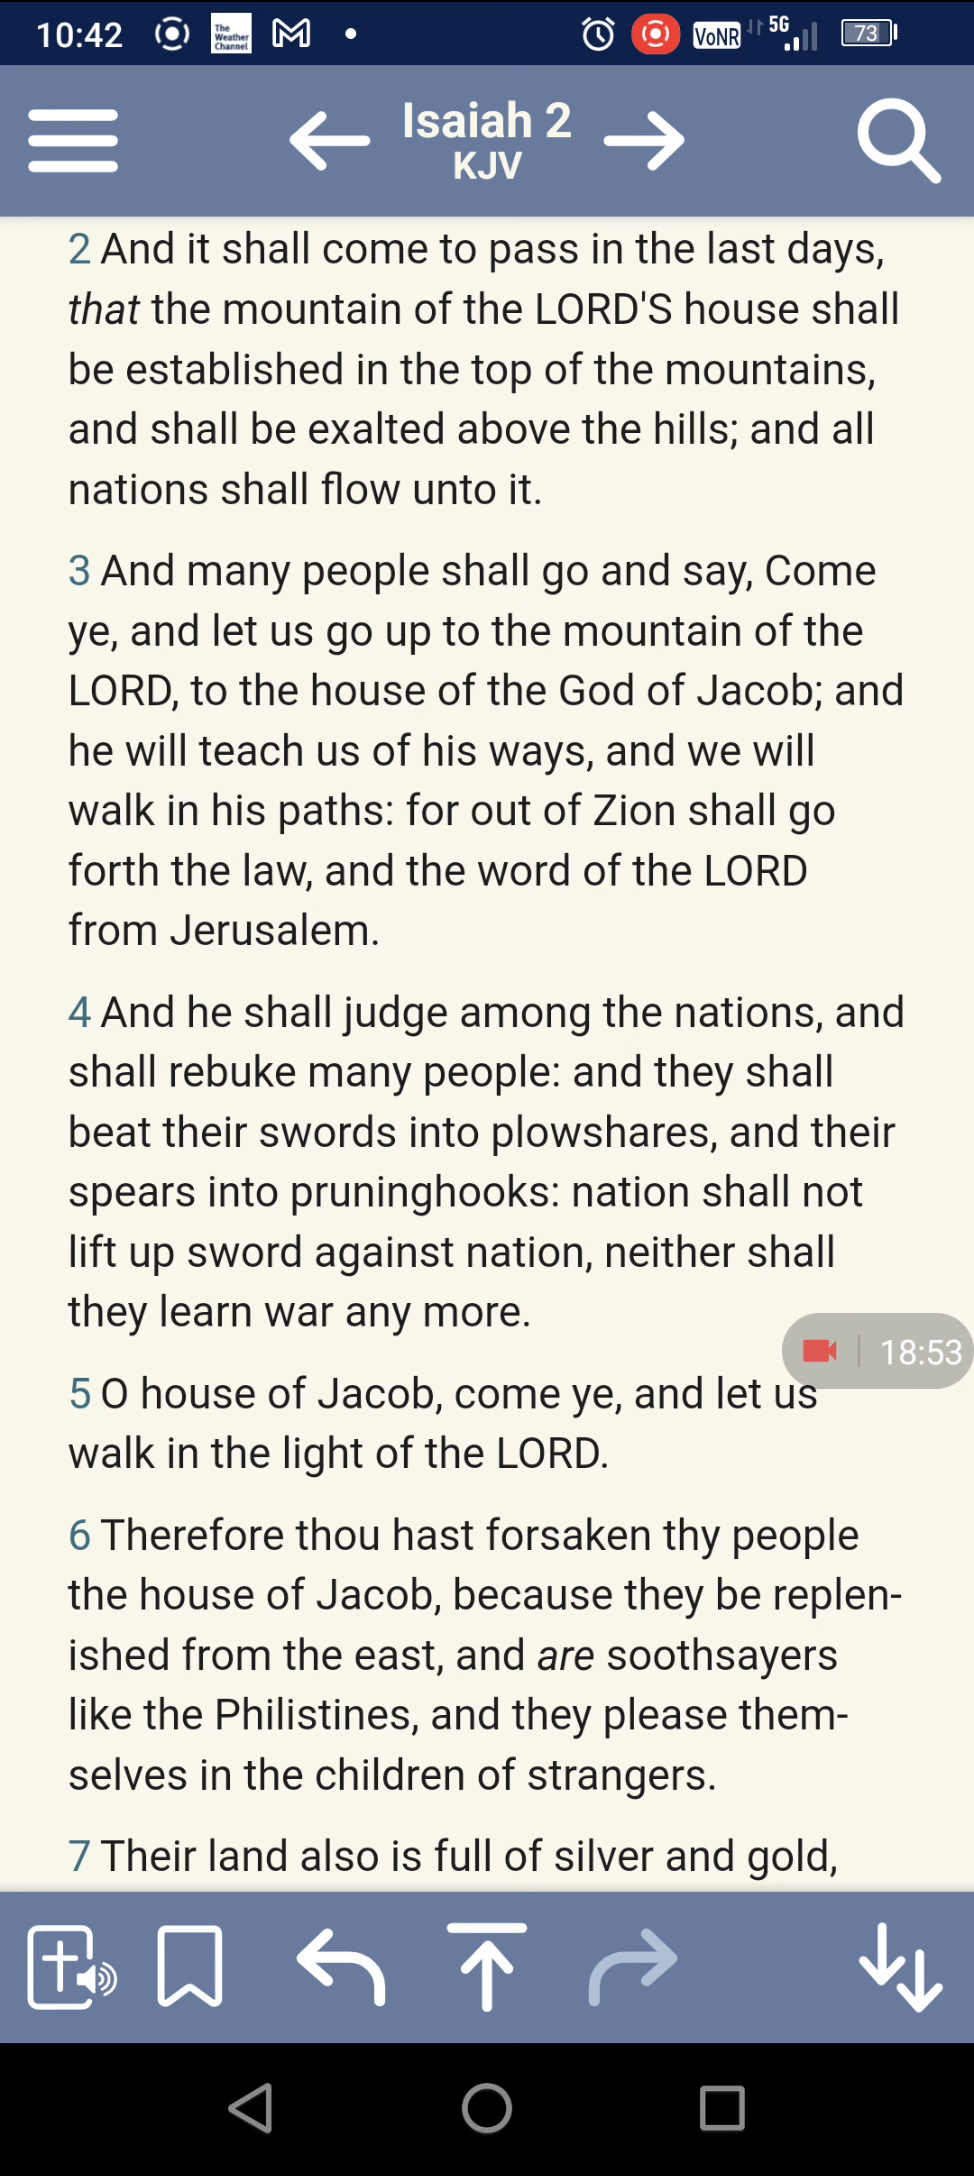 10:42 The Weather Channel VoNR 5G 73
Isaiah 2
KJV
2 And it shall come to pass in the last days,
that the mountain of the LORD'S house shall
be established in the top of the mountains,
and shall be exalted above the hills; and all
nations shall flow unto it.
3 And many people shall go and say, Come
ye, and let us go up to the mountain of the
LORD, to the house of the God of Jacob; and
he will teach us of his ways, and we will
walk in his paths: for out of Zion shall go
forth the law, and the word of the LORD
from Jerusalem.
4 And he shall judge among the nations, and
shall rebuke many people: and they shall
beat their swords into plowshares, and their
spears into pruninghooks: nation shall not
lift up sword against nation, neither shall
they learn war any more.
18:53
5 O house of Jacob, come ye, and let us
walk in the light of the LORD.
6 Therefore thou hast forsaken thy people
the house of Jacob, because they be replen-
ished from the east, and are soothsayers
like the Philistines, and they please them-
selves in the children of strangers.
7 Their land also is full of silver and gold,